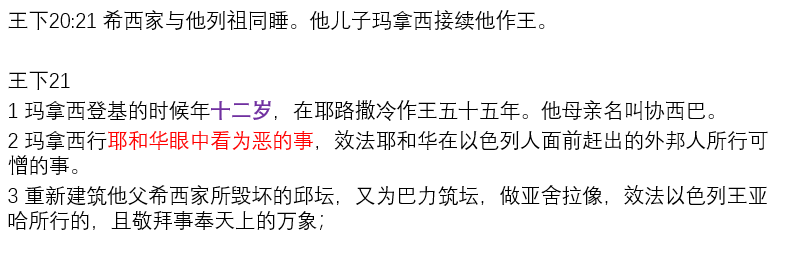 王下20:21 希西家与他列祖同睡。他儿子玛拿西接续他作王。
王下21
1 玛拿西登基的时候年十二岁，在耶路撒冷作王五十五年。他母亲名叫协西巴。
2 玛拿西行耶和华眼中看为恶的事，效法耶和华在以色列人面前赶出的外邦人所行可
憎的事。
3 重新建筑他父希西家所毁坏的邱坛，又为巴力筑坛，做亚舍拉像，效法以色列王亚
哈所行的，且敬拜事奉天上的万象；